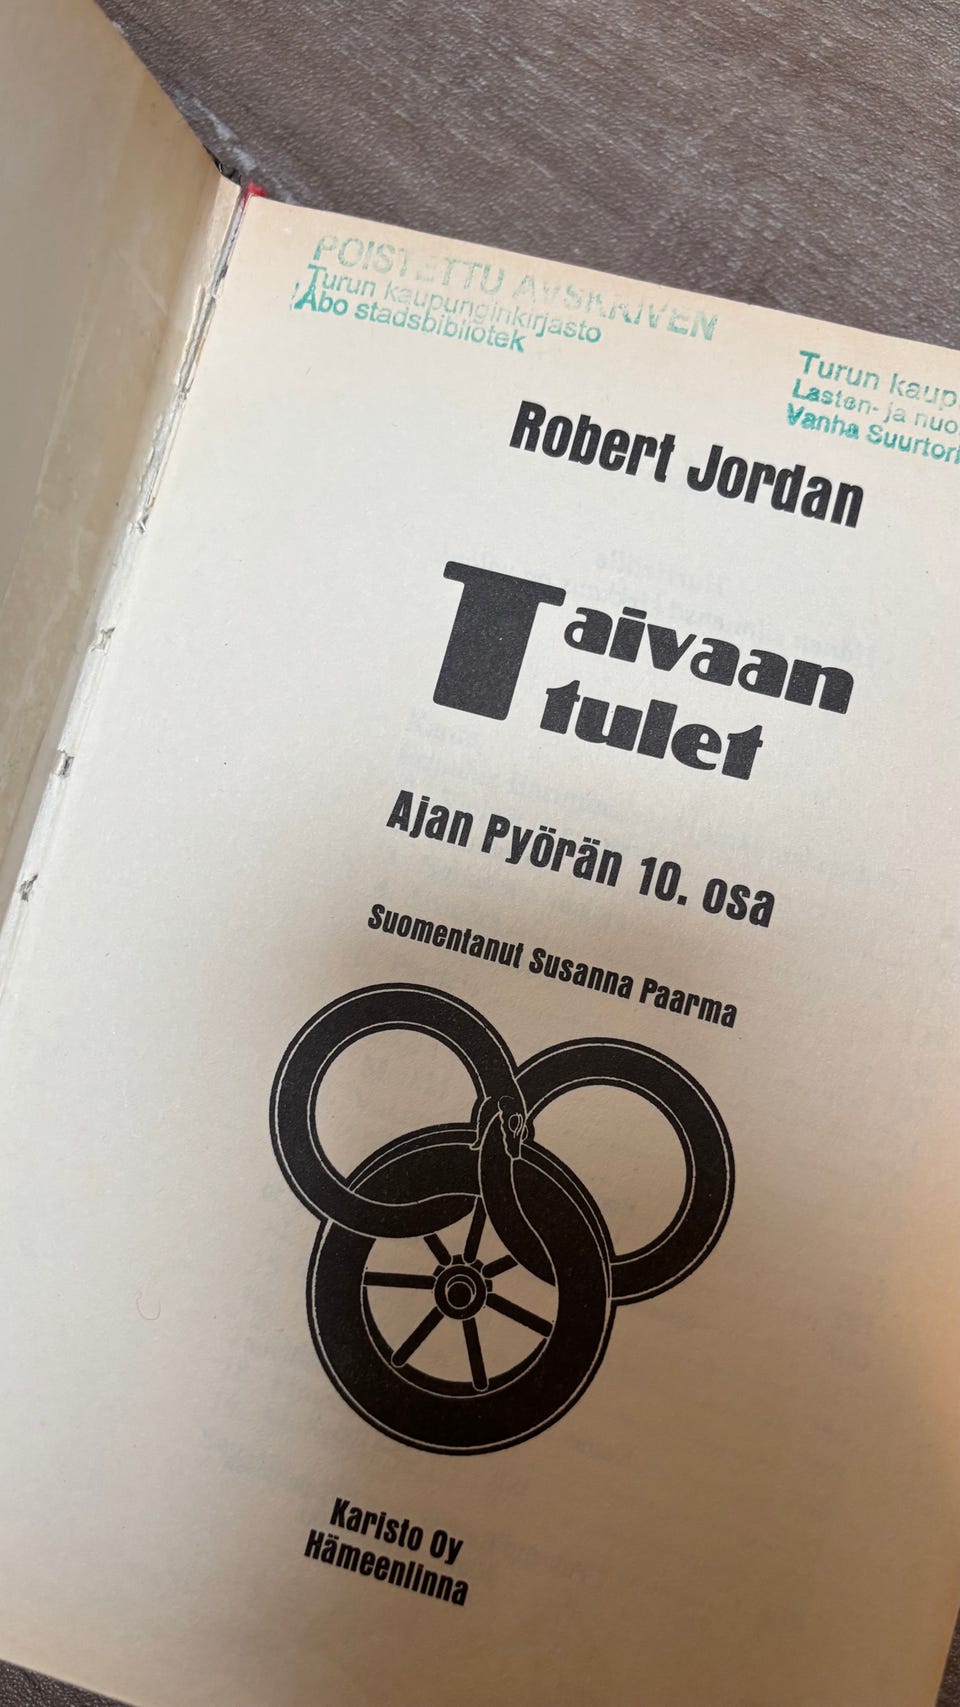 POISTETTU AVSKRIVEN
Turun kaupunginkirjasto
Åbo stadsbibliotek
Turun kaup
Lasten- ja nuo
Vanha Suurtori
Robert Jordan
Taivaan
tulet
Ajan Pyörän 10. osa
Suomentanut Susanna Paarma
Karisto Oy
Hämeenlinna